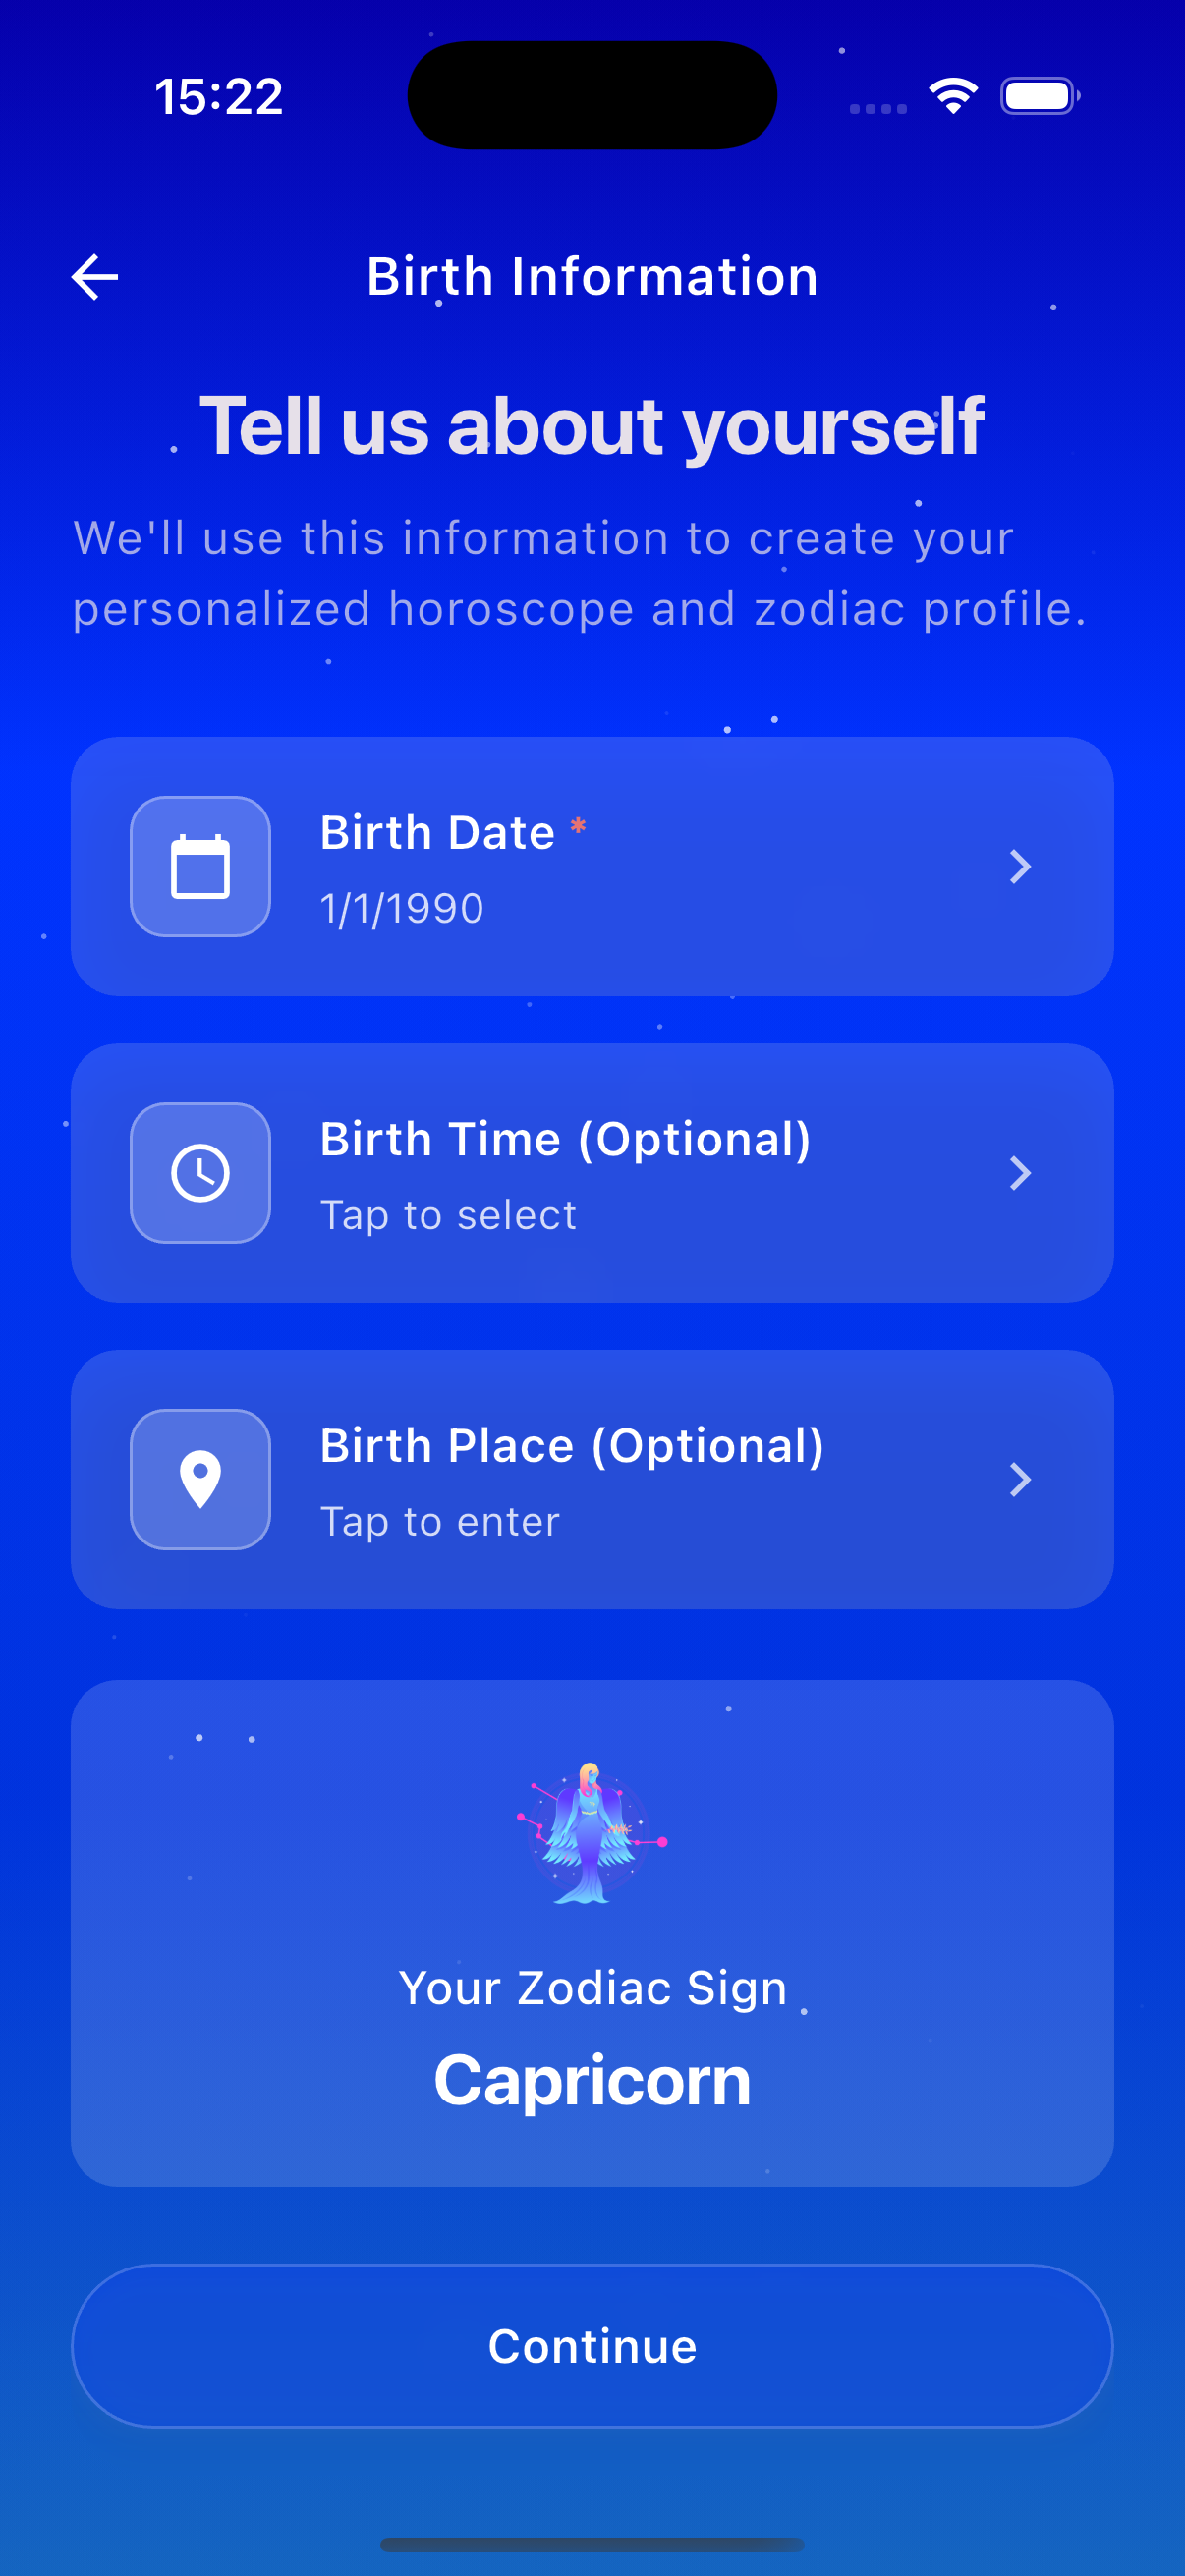 15:22
Birth Information
Tell us about yourself
We'll use this information to create your
personalized horoscope and zodiac profile.
Birth Date *
1/1/1990
Birth Time (Optional)
Tap to select
Birth Place (Optional)
Tap to enter
Your Zodiac Sign
Capricorn
Continue